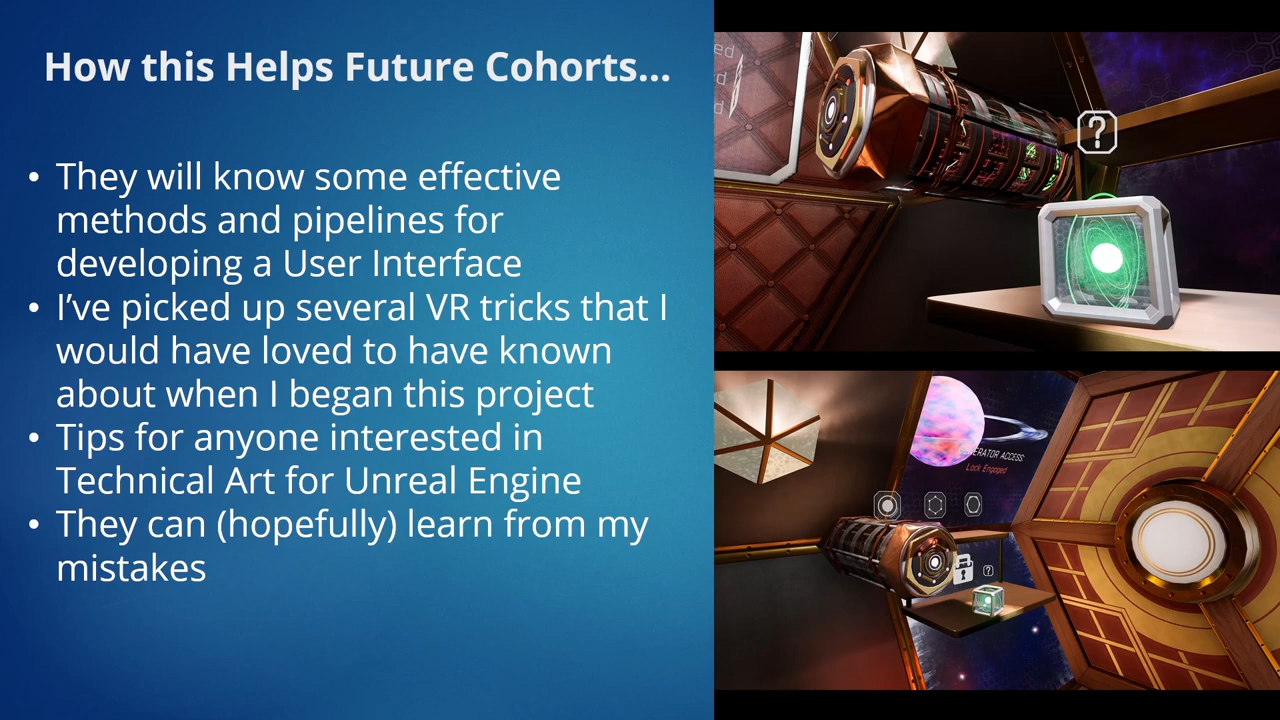 How this Helps Future Cohorts...
• They will know some effective
methods and pipelines for
developing a User Interface
• I’ve picked up several VR tricks that I
would have loved to have known
about when I began this project
• Tips for anyone interested in
Technical Art for Unreal Engine
• They can (hopefully) learn from my
mistakes
?
ACCESS:
Lock Engaged
?